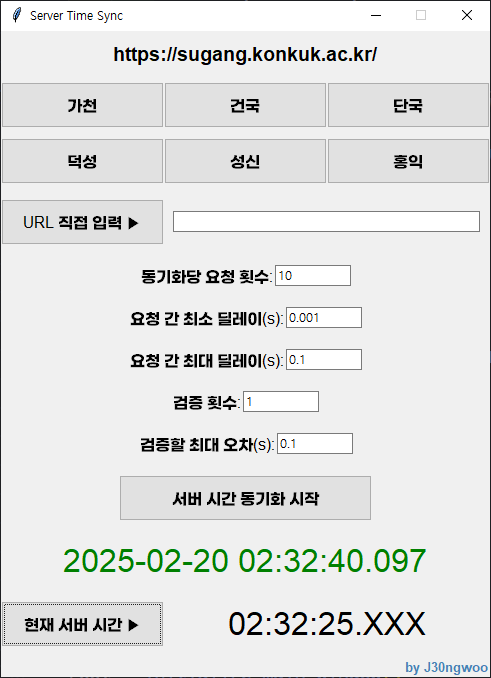 Server Time Sync
https://sugang.konkuk.ac.kr/
가천 건국 단국
덕성 성신 홍익
URL 직접 입력 ▶
동기화당 요청 횟수: 10
요청 간 최소 딜레이(s): 0.001
요청 간 최대 딜레이(s): 0.1
검증 횟수: 1
검증할 최대 오차(s): 0.1
서버 시간 동기화 시작
2025-02-20 02:32:40.097
현재 서버 시간 ▶ 02:32:25.XXX
by J30ngwoo